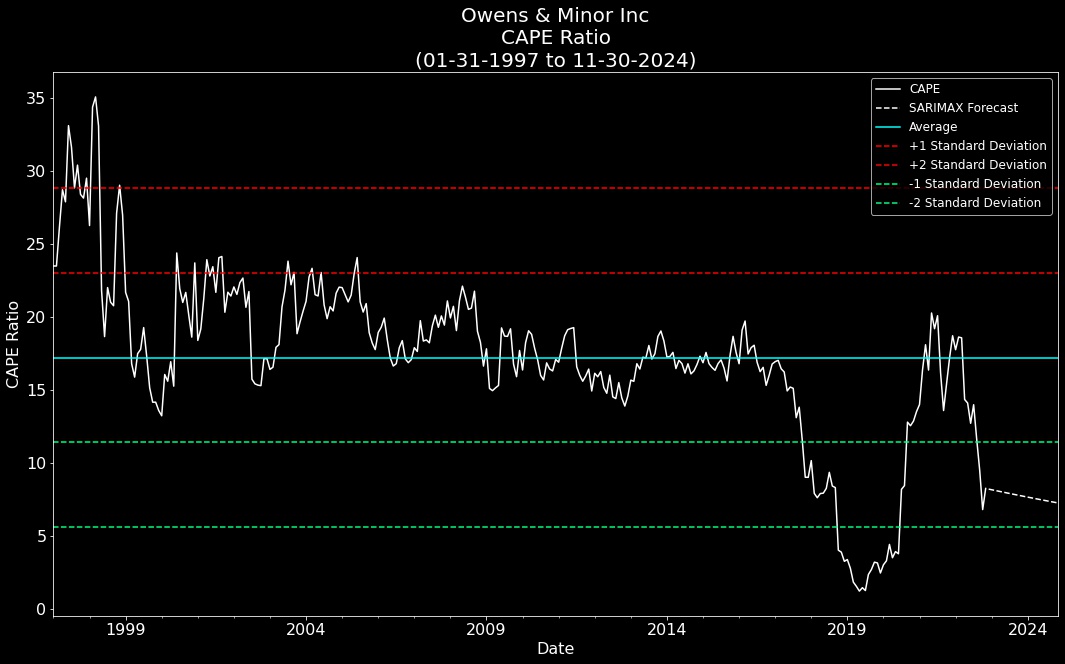 Owens & Minor Inc
CAPE Ratio
(01-31-1997 to 11-30-2024)
CAPE
SARIMAX Forecast
Average
+1 Standard Deviation
+2 Standard Deviation
-1 Standard Deviation
-2 Standard Deviation
CAPE Ratio
35
30
25
20
15
10
5
0
1999
2004
2009
2014
2019
2024
Date